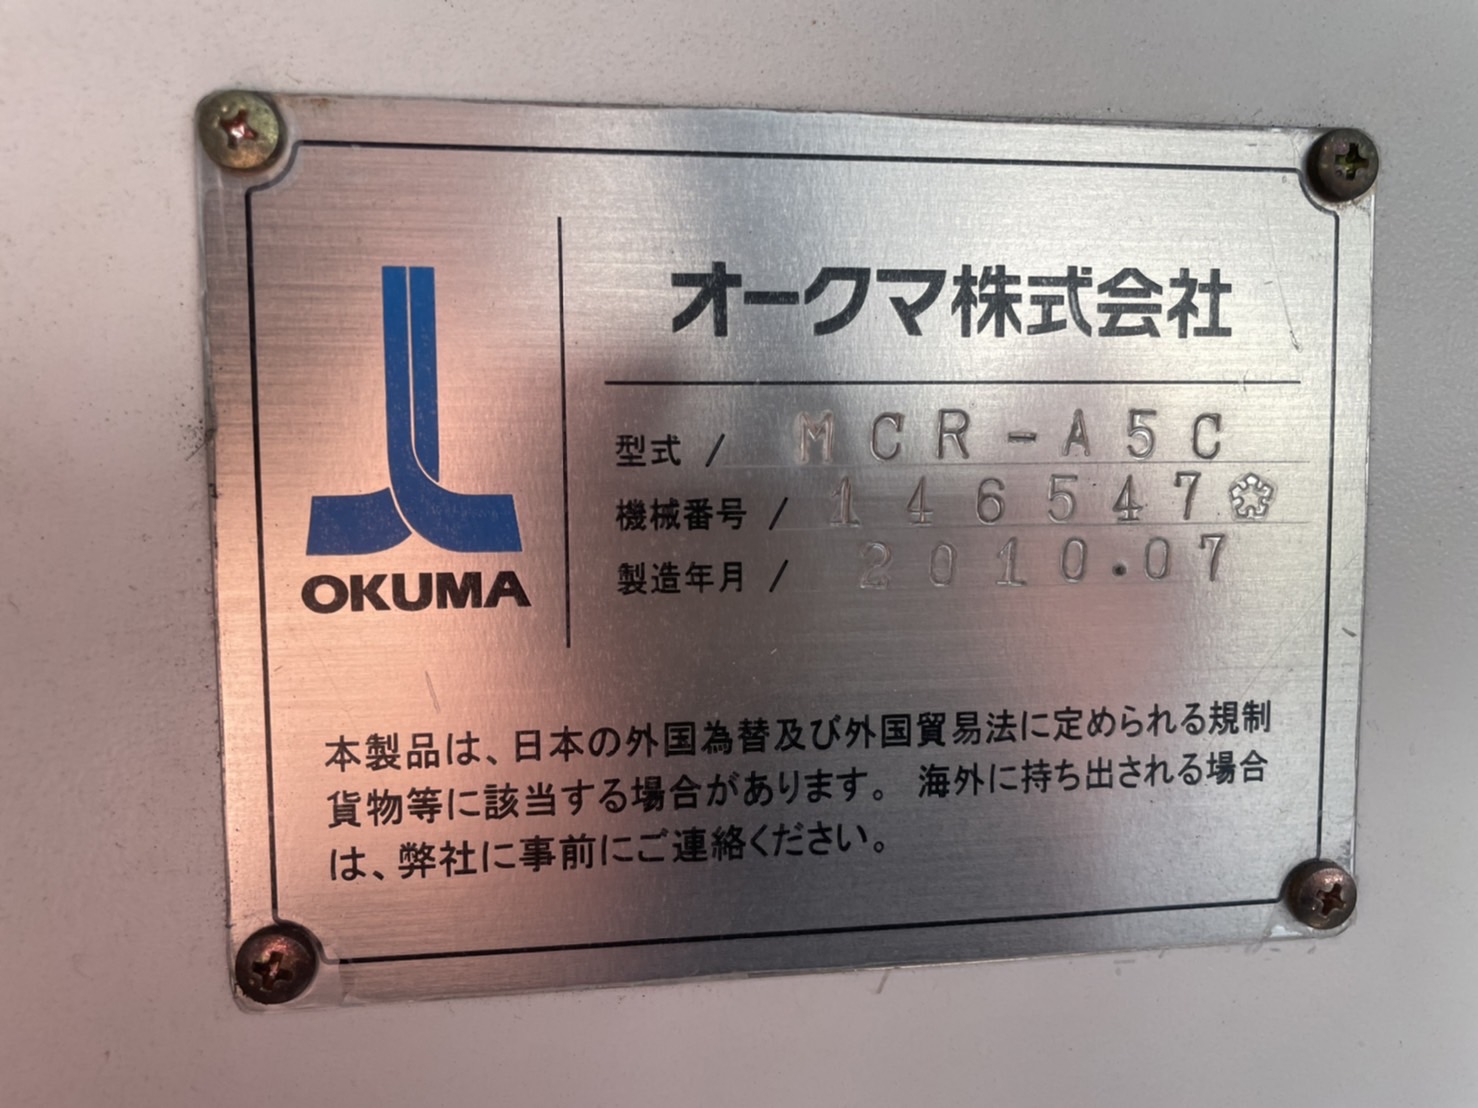 オークマ株式会社
型式 / MCR-A5C
機械番号 / 146547
製造年月 / 2010.07
OKUMA
本製品は、日本の外国為替及び外国貿易法に定められる規制
貨物等に該当する場合があります。 海外に持ち出される場合
は、弊社に事前にご連絡ください。